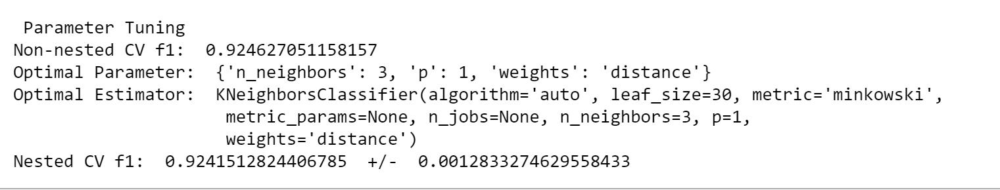 Parameter Tuning
Non-nested CV f1:  0.924627051158157
Optimal Parameter:  {'n_neighbors': 3, 'p': 1, 'weights': 'distance'}
Optimal Estimator:  KNeighborsClassifier(algorithm='auto', leaf_size=30, metric='minkowski',
metric_params=None, n_jobs=None, n_neighbors=3, p=1,
weights='distance')
Nested CV f1:  0.9241512824406785  +/-  0.0012833274629558433